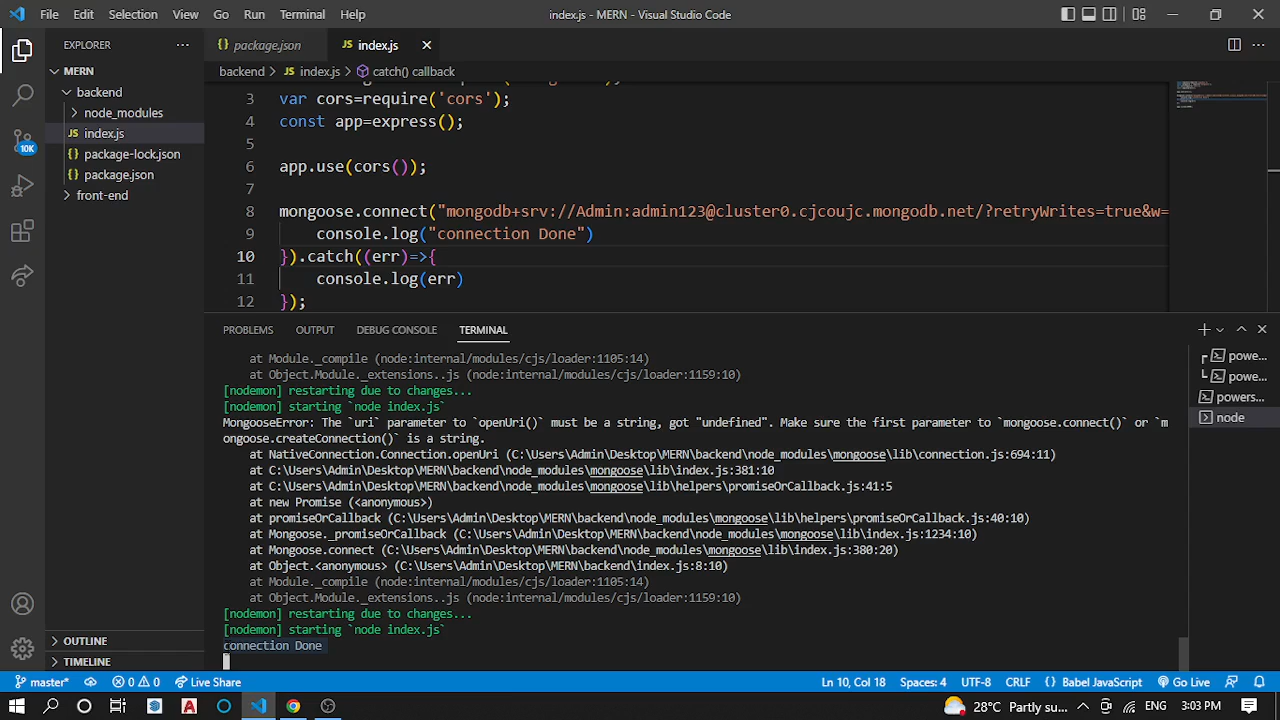 File Edit Selection View Go Run Terminal Help index.js - MERN - Visual Studio Code
EXPLORER
MERN
backend
node_modules
index.js
package-lock.json
package.json
front-end
OUTLINE
TIMELINE
10K
package.json index.js
backend > index.js > catch() callback
3 var cors=require('cors');
4 const app=express();
5
6 app.use(cors());
7
8 mongoose.connect("mongodb+srv://Admin:admin123@cluster0.cjcoujc.mongodb.net/?retryWrites=true&w=
9 console.log("connection Done")
10 }).catch((err)=>{
11 console.log(err)
12 });
PROBLEMS OUTPUT DEBUG CONSOLE TERMINAL
at Module._compile (node:internal/modules/cjs/loader:1105:14)
at Object.Module._extensions..js (node:internal/modules/cjs/loader:1159:10)
[nodemon] restarting due to changes...
[nodemon] starting `node index.js`
MongooseError: The `uri` parameter to `openUri()` must be a string, got "undefined". Make sure the first parameter to `mongoose.connect()` or `m
ongoose.createConnection()` is a string.
at NativeConnection.Connection.openUri (C:\Users\Admin\Desktop\MERN\backend\node_modules\mongoose\lib\connection.js:694:11)
at C:\Users\Admin\Desktop\MERN\backend\node_modules\mongoose\lib\index.js:381:10
at C:\Users\Admin\Desktop\MERN\backend\node_modules\mongoose\lib\helpers\promiseOrCallback.js:41:5
at new Promise (<anonymous>)
at promiseOrCallback (C:\Users\Admin\Desktop\MERN\backend\node_modules\mongoose\lib\helpers\promiseOrCallback.js:40:10)
at Mongoose._promiseOrCallback (C:\Users\Admin\Desktop\MERN\backend\node_modules\mongoose\lib\index.js:1234:10)
at Mongoose.connect (C:\Users\Admin\Desktop\MERN\backend\node_modules\mongoose\lib\index.js:380:20)
at Object.<anonymous> (C:\Users\Admin\Desktop\MERN\backend\index.js:8:10)
at Module._compile (node:internal/modules/cjs/loader:1105:14)
at Object.Module._extensions..js (node:internal/modules/cjs/loader:1159:10)
[nodemon] restarting due to changes...
[nodemon] starting `node index.js`
connection Done
powe...
powe...
powers...
node
master* 0 0 Live Share Ln 10, Col 18 Spaces: 4 UTF-8 CRLF Babel JavaScript Go Live
28°C Partly su... ENG 3:03 PM